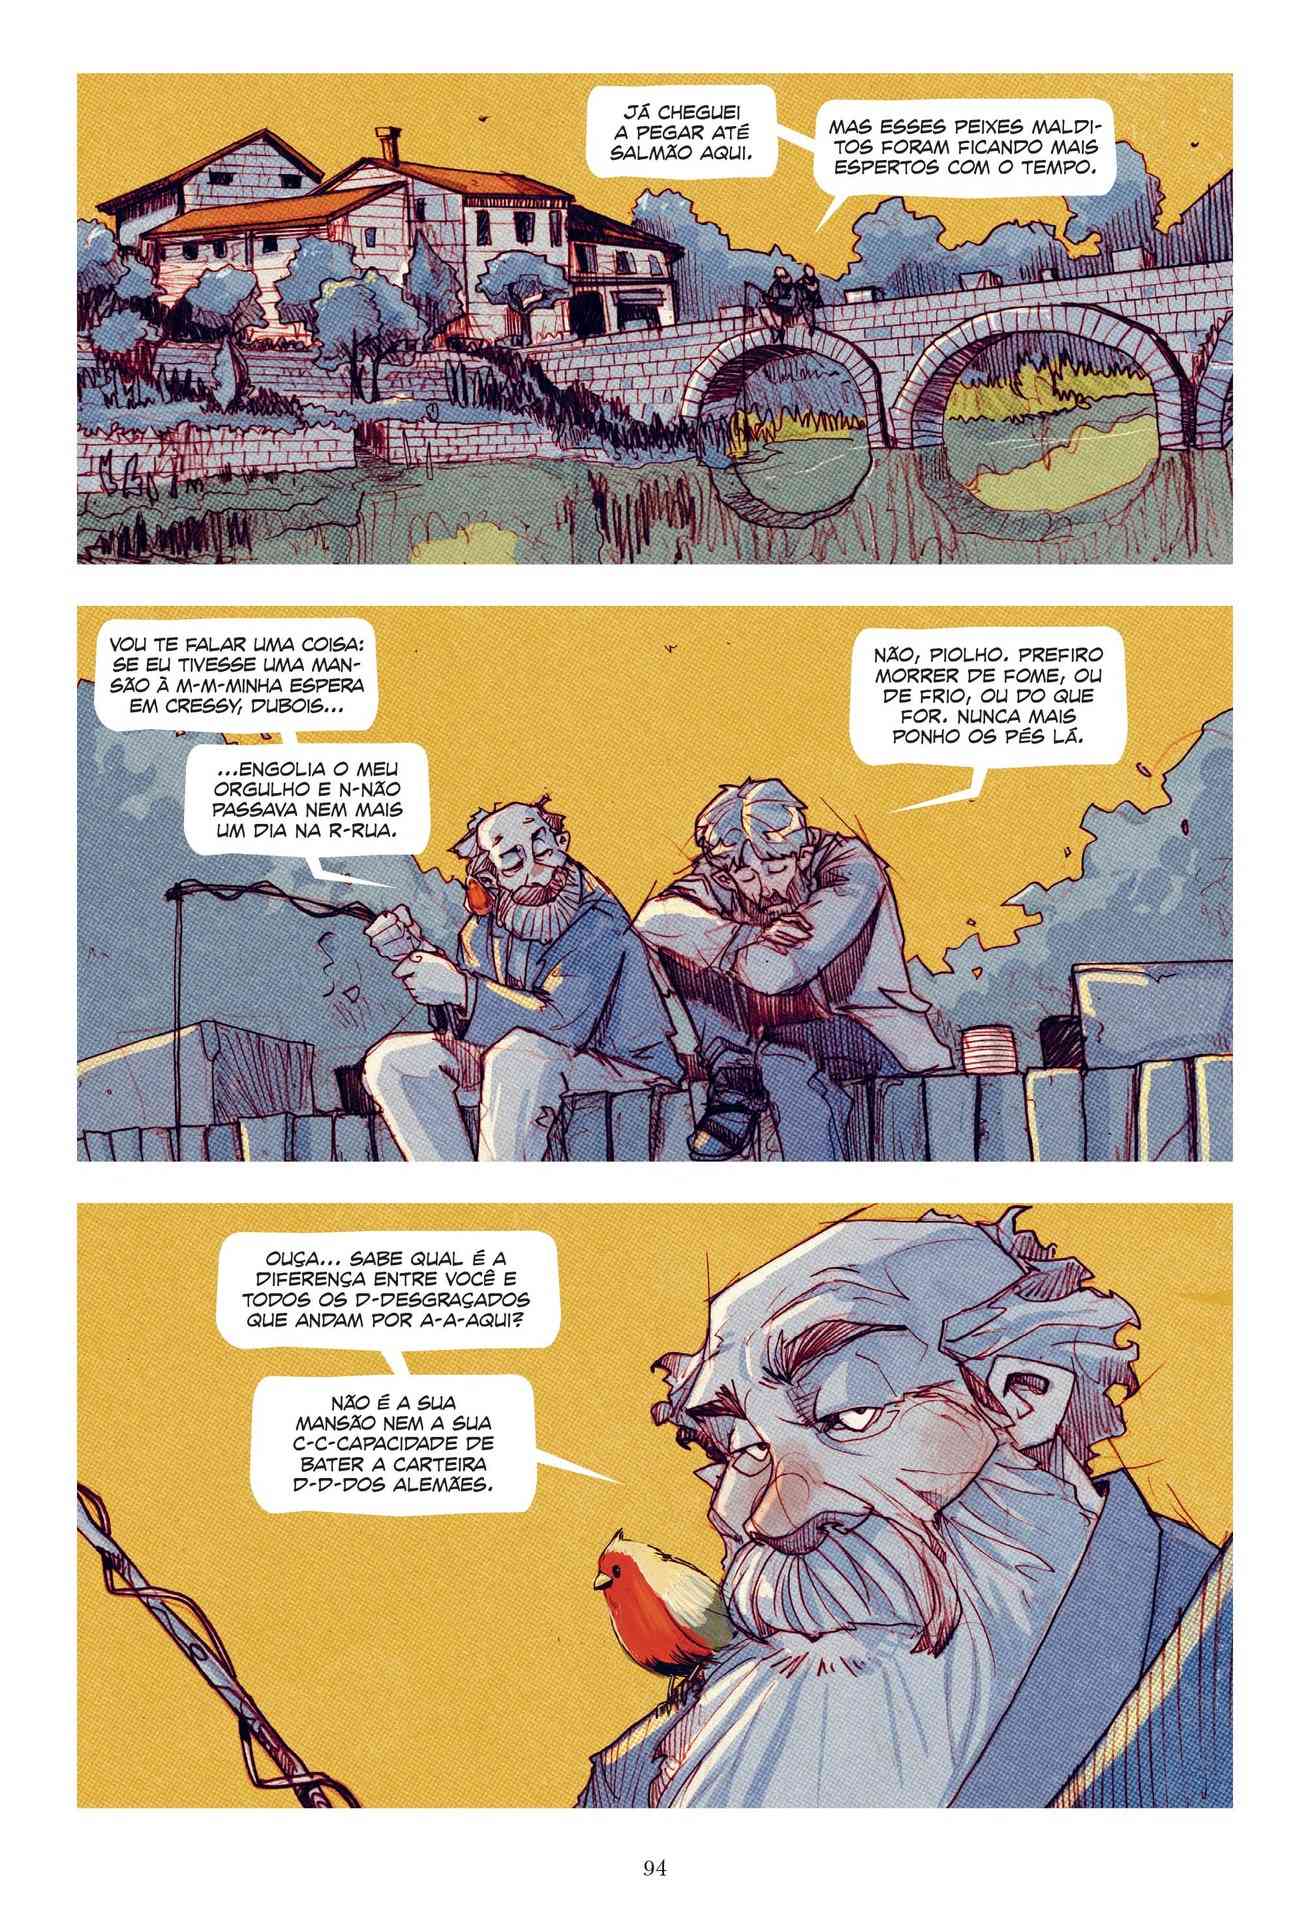 JÁ CHEGUEI
A PEGAR ATÉ
SALMÃO AQUI.
MAS ESSES PEIXES MALDI-
TOS FORAM FICANDO MAIS
ESPERTOS COM O TEMPO.
VOU TE FALAR UMA COISA:
SE EU TIVESSE UMA MAN-
SÃO À M-M-MINHA ESPERA
EM CRESSY, DUBOIS...
...ENGOLIA O MEU
ORGULHO E N-NÃO
PASSAVA NEM MAIS
UM DIA NA R-RUA.
NÃO, PIOLHO. PREFIRO
MORRER DE FOME, OU
DE FRIO, OU DO QUE
FOR. NUNCA MAIS
PONHO OS PÉS LÁ.
OUÇA... SABE QUAL É A
DIFERENÇA ENTRE VOCÊ E
TODOS OS D-DESGRAÇADOS
QUE ANDAM POR A-A-AQUI?
NÃO É A SUA
MANSÃO NEM A SUA
C-C-CAPACIDADE DE
BATER A CARTEIRA
D-D-DOS ALEMÃES.
94